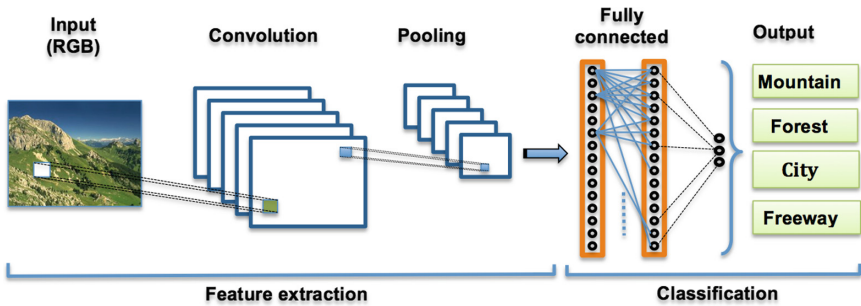 Input
(RGB)
Convolution
Pooling
Fully
connected
Output
Mountain
Forest
City
Freeway
Feature extraction
Classification